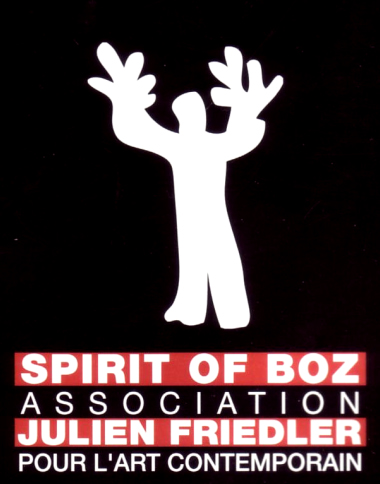 SPIRIT OF BOZ
ASSOCIATION
JULIEN FRIEDLER
POUR L'ART CONTEMPORAIN